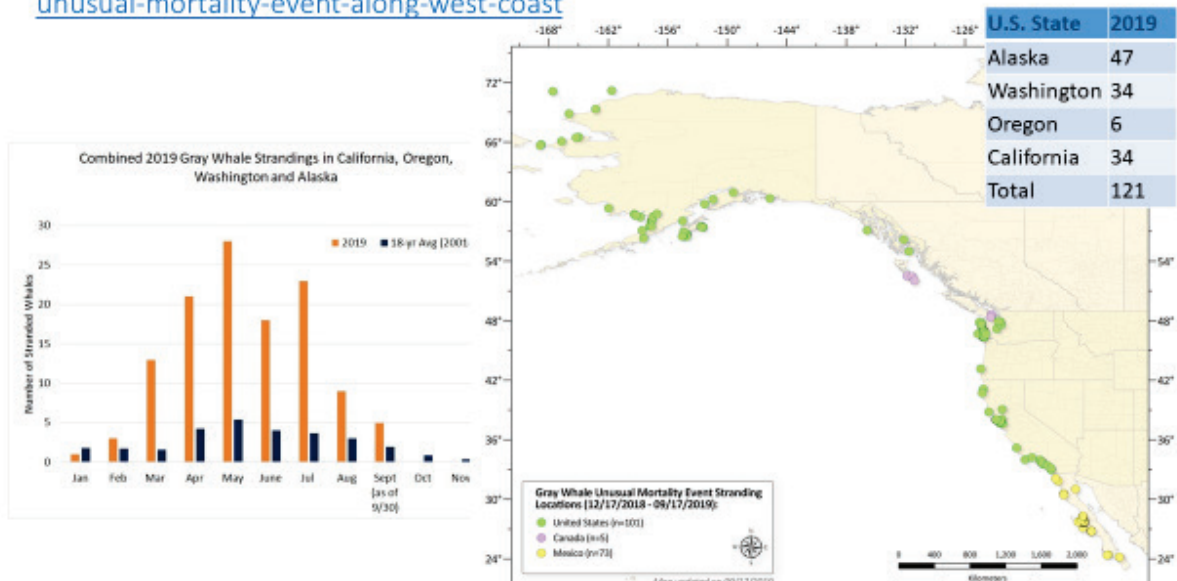 unusual-mortality-event-along-west-coast
U.S. State 2019
Alaska 47
Washington 34
Oregon 6
California 34
Total 121
Combined 2019 Gray Whale Strandings in California, Oregon,
Washington and Alaska
Number of Stranded Whales
30
25
20
15
10
5
0
2019 18-yr Avg (2001-
Jan Feb Mar Apr May June Jul Aug Sept Oct Nov
(as of
9/30)
-168° -162° -156° -150° -144° -138° -132° -126°
72°
66°
60°
54° 54°
48° 48°
42° 42°
36° 36°
30° 30°
24° 24°
Gray Whale Unusual Mortality Event Stranding
Locations (12/17/2018 - 09/17/2019):
United States (n=101)
Canada (n=5)
Mexico (n=73)
0 400 800 1,200 1,600 2,000
Kilometers